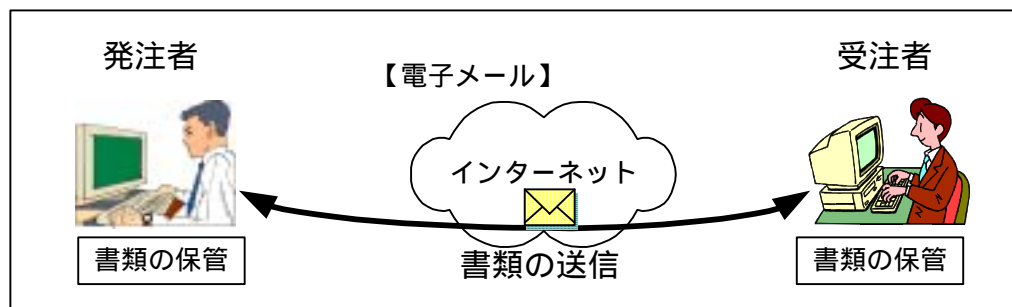 発注者
受注者
【電子メール】
インターネット
書類の送信
書類の保管
書類の保管